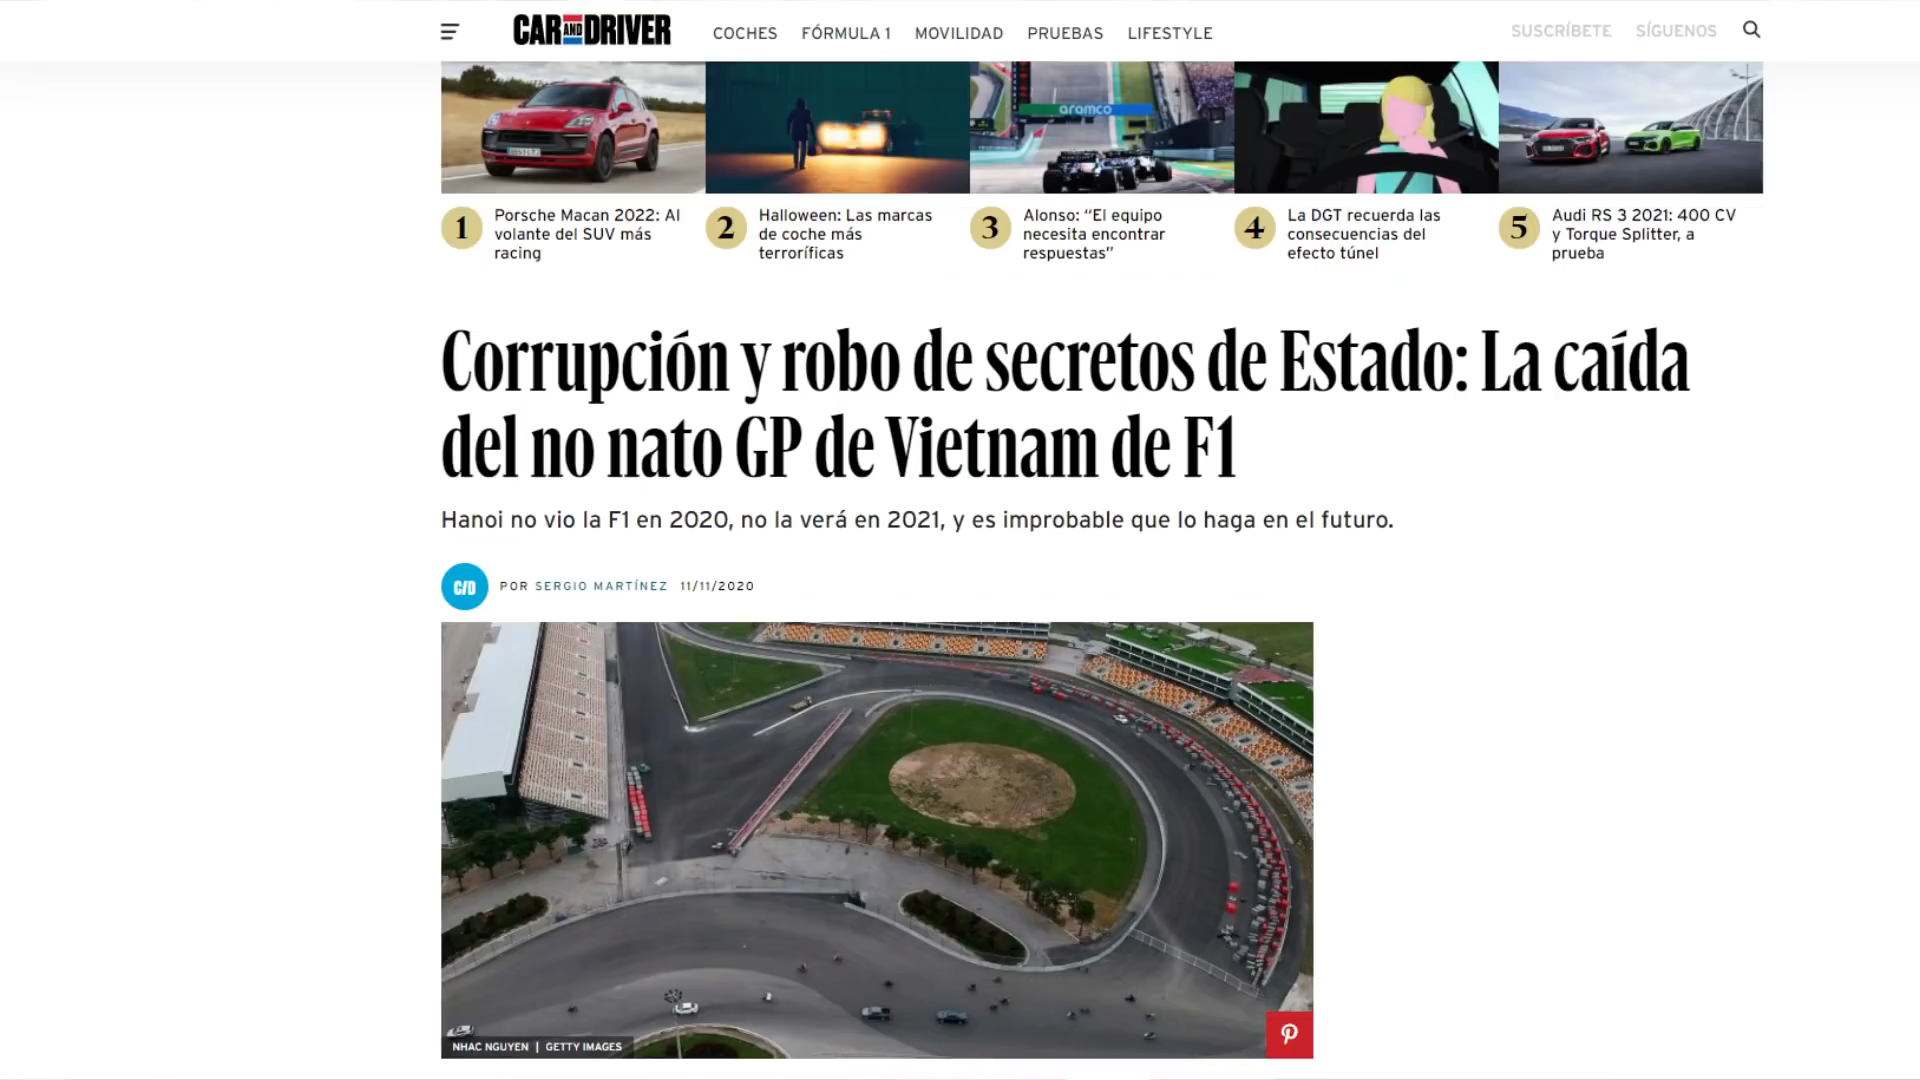 CAR AND DRIVER
COCHES FÓRMULA 1 MOVILIDAD PRUEBAS LIFESTYLE
SUSCRÍBETE SÍGUENOS
aramco
1
Porsche Macan 2022: Al
volante del SUV más
racing
2
Halloween: Las marcas
de coche más
terroríficas
3
Alonso: “El equipo
necesita encontrar
respuestas”
4
La DGT recuerda las
consecuencias del
efecto túnel
5
Audi RS 3 2021: 400 CV
y Torque Splitter, a
prueba
Corrupción y robo de secretos de Estado: La caída
del no nato GP de Vietnam de F1
Hanoi no vio la F1 en 2020, no la verá en 2021, y es improbable que lo haga en el futuro.
C/D
POR SERGIO MARTÍNEZ 11/11/2020
NHAC NGUYEN | GETTY IMAGES